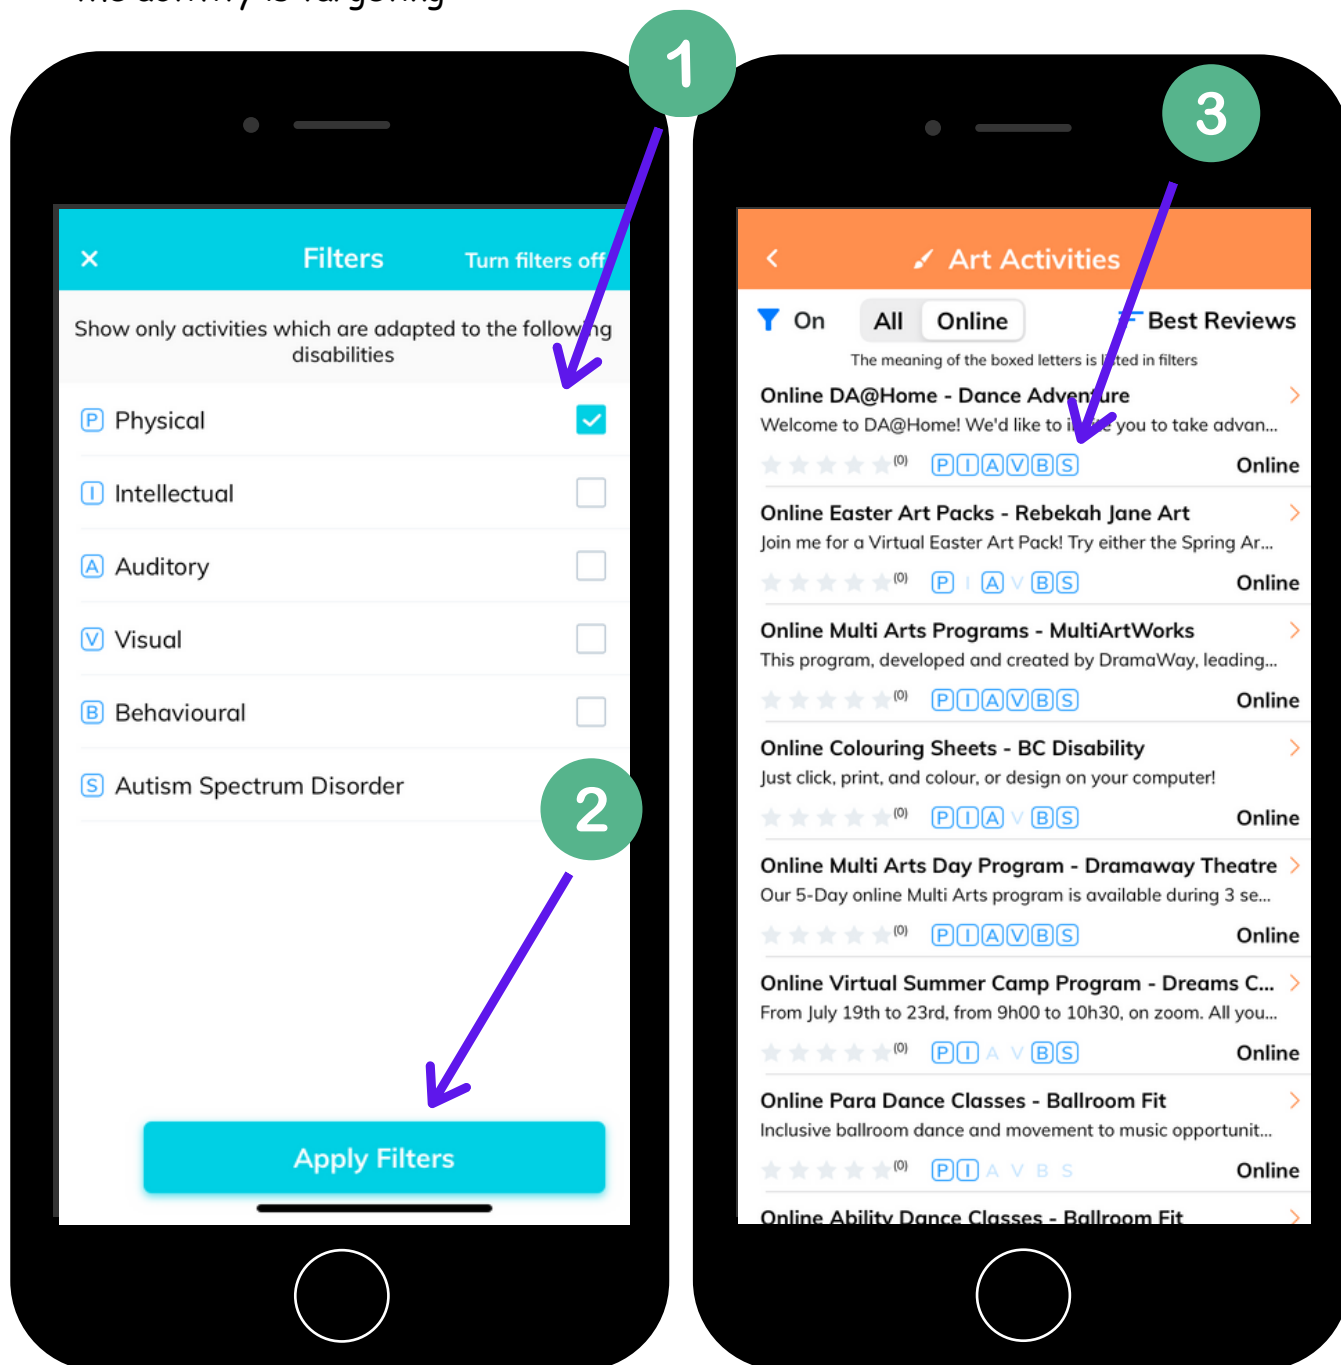 The activity is targeting
1
3
Filters
Turn filters off
Show only activities which are adapted to the following
disabilities
P Physical
I Intellectual
A Auditory
V Visual
B Behavioural
S Autism Spectrum Disorder
2
Apply Filters
Art Activities
On
All
Online
Best Reviews
The meaning of the boxed letters is listed in filters
Online DA@Home - Dance Adventure
Welcome to DA@Home! We'd like to invite you to take advan...
(0) P I A V B S Online
Online Easter Art Packs - Rebekah Jane Art
Join me for a Virtual Easter Art Pack! Try either the Spring Ar...
(0) P I A V B S Online
Online Multi Arts Programs - MultiArtWorks
This program, developed and created by DramaWay, leading...
(0) P I A V B S Online
Online Colouring Sheets - BC Disability
Just click, print, and colour, or design on your computer!
(0) P I A V B S Online
Online Multi Arts Day Program - Dramaway Theatre
Our 5-Day online Multi Arts program is available during 3 se...
(0) P I A V B S Online
Online Virtual Summer Camp Program - Dreams C...
From July 19th to 23rd, from 9h00 to 10h30, on zoom. All you...
(0) P I A V B S Online
Online Para Dance Classes - Ballroom Fit
Inclusive ballroom dance and movement to music opportunit...
(0) P I A V B S Online
Online Ability Dance Classes - Ballroom Fit